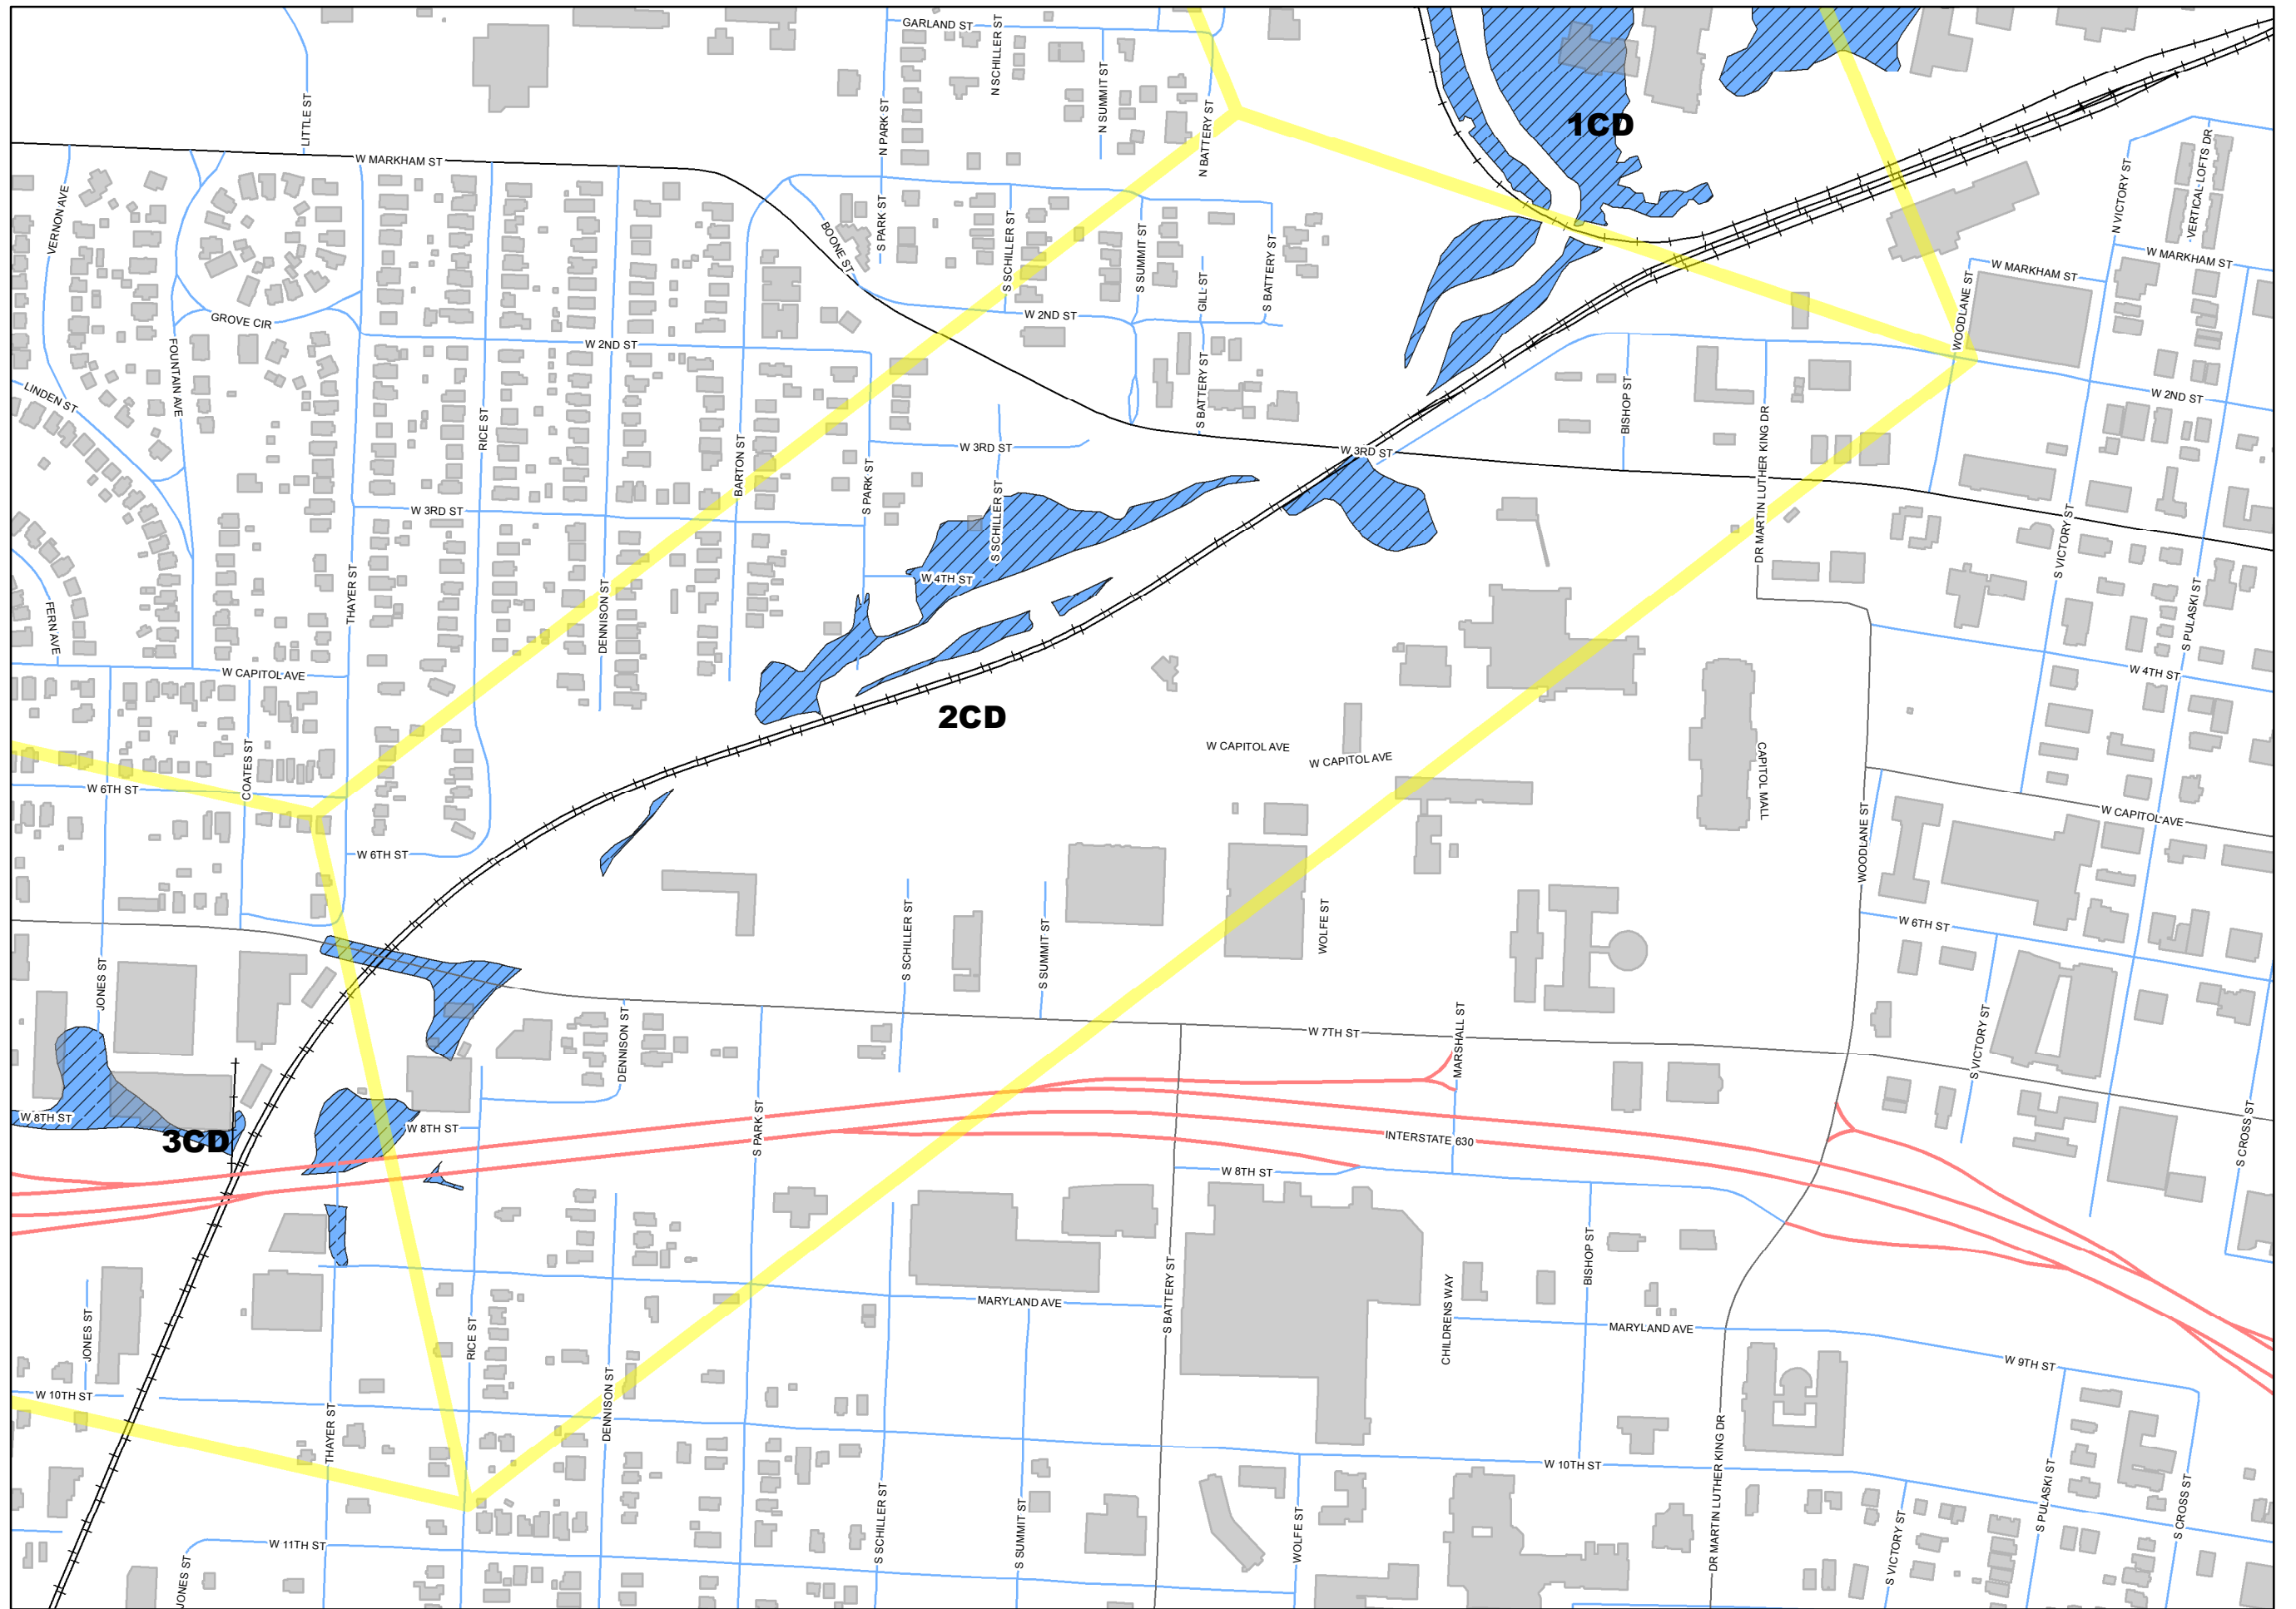 GARLAND ST
N SCHILLER ST
N SUMMIT ST
N PARK ST
N BATTERY ST
LITTLE ST
1CD
W MARKHAM ST
VERNON AVE
BOONE ST
S PARK ST
S SCHILLER ST
S SUMMIT ST
GILL ST
S BATTERY ST
N VICTORY ST
VERTICAL LOFTS DR
W MARKHAM ST
W MARKHAM ST
WOODLANE ST
GROVE CIR
W 2ND ST
W 2ND ST
W 2ND ST
FOUNTAIN AVE
LINDEN ST
RICE ST
BARTON ST
S PARK ST
W 3RD ST
S BATTERY ST
W 3RD ST
BISHOP ST
DR MARTIN LUTHER KING DR
W 3RD ST
S SCHILLER ST
S VICTORY ST
S PULASKI ST
FERN AVE
THAYER ST
DENNISON ST
W 4TH ST
W 4TH ST
W CAPITOL AVE
2CD
W CAPITOL AVE
W CAPITOL AVE
CAPITOL MALL
COATES ST
W 6TH ST
W 6TH ST
W CAPITOL AVE
WOODLANE ST
S SCHILLER ST
S SUMMIT ST
WOLFE ST
W 6TH ST
JONES ST
DENNISON ST
W 7TH ST
MARSHALL ST
S VICTORY ST
W 8TH ST
3CD
W 8TH ST
S PARK ST
INTERSTATE 630
W 8TH ST
S CROSS ST
JONES ST
RICE ST
MARYLAND AVE
S BATTERY ST
CHILDRENS WAY
BISHOP ST
MARYLAND AVE
W 9TH ST
W 10TH ST
THAYER ST
DENNISON ST
W 10TH ST
DR MARTIN LUTHER KING DR
S PULASKI ST
S CROSS ST
W 11TH ST
JONES ST
S SCHILLER ST
S SUMMIT ST
WOLFE ST
S VICTORY ST